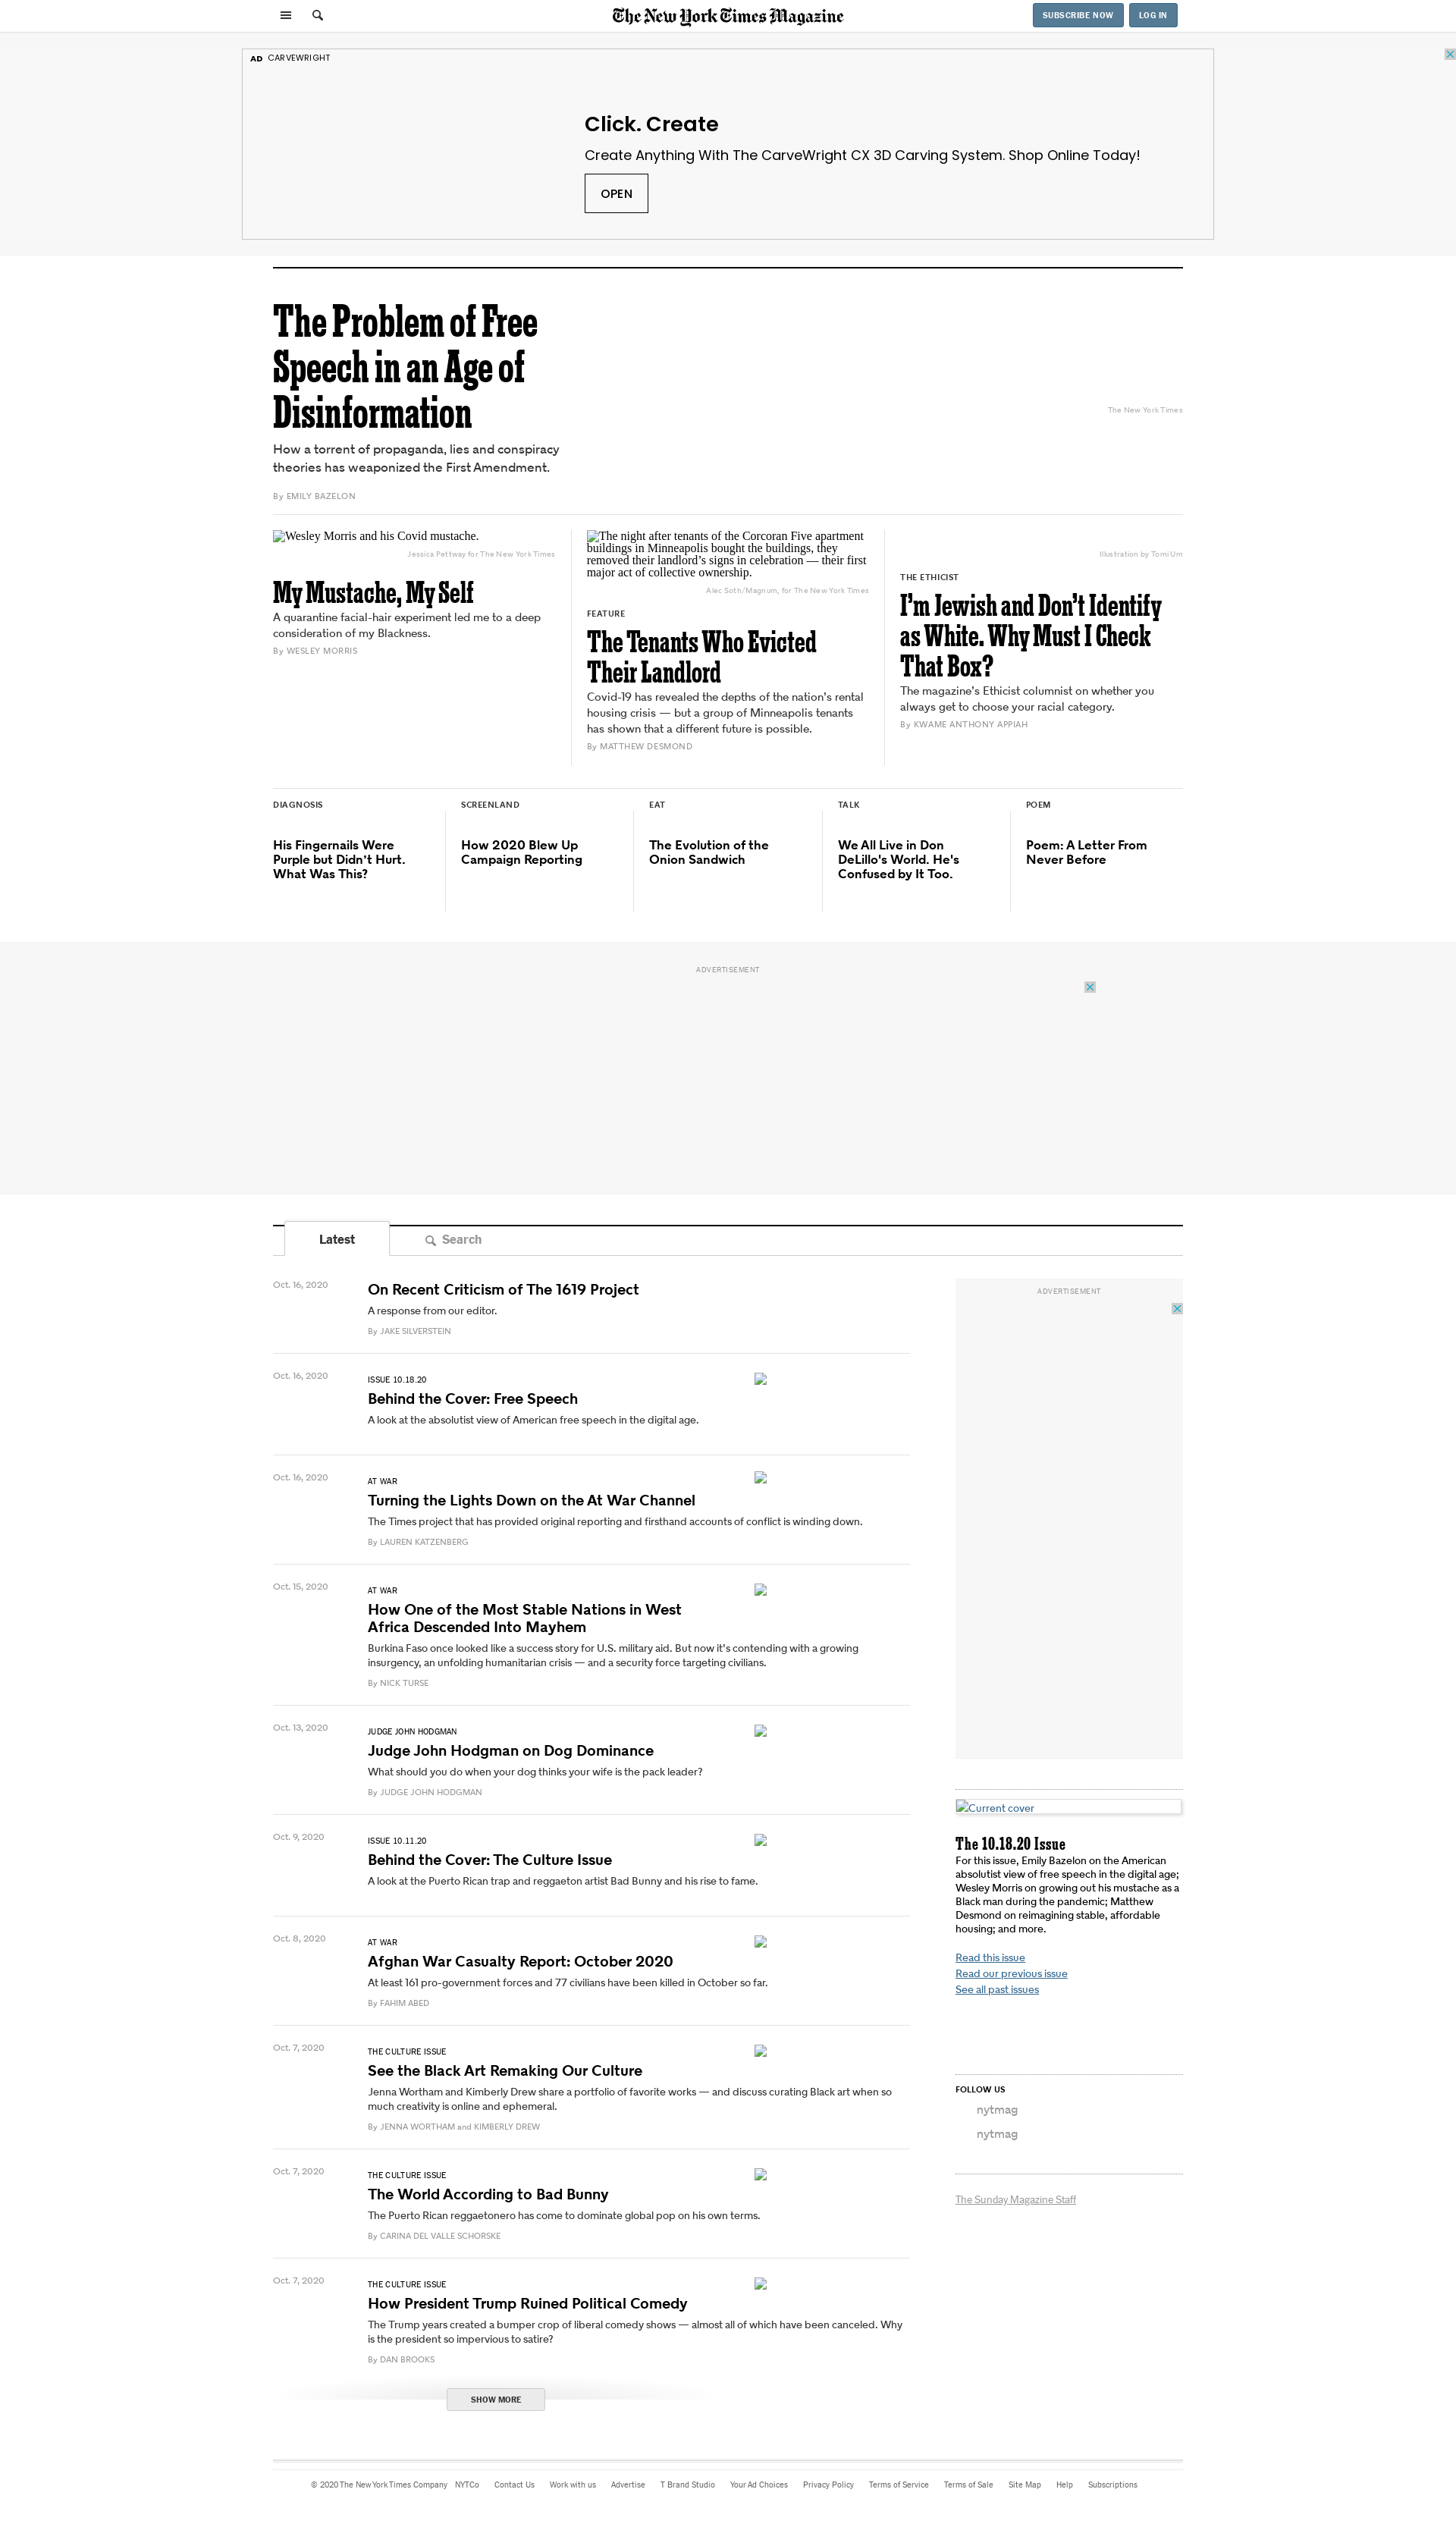 The New York Times Magazine
SUBSCRIBE NOW
LOG IN
AD CARVEWRIGHT
Click. Create
Create Anything With The CarveWright CX 3D Carving System. Shop Online Today!
OPEN
The Problem of Free
Speech in an Age of
Disinformation
How a torrent of propaganda, lies and conspiracy
theories has weaponized the First Amendment.
By EMILY BAZELON
The New York Times
Wesley Morris and his Covid mustache.
Jessica Pettway for The New York Times
My Mustache, My Self
A quarantine facial-hair experiment led me to a deep
consideration of my Blackness.
By WESLEY MORRIS
The night after tenants of the Corcoran Five apartment
buildings in Minneapolis bought the buildings, they
removed their landlord’s signs in celebration — their first
major act of collective ownership.
Alec Soth/Magnum, for The New York Times
FEATURE
The Tenants Who Evicted
Their Landlord
Covid-19 has revealed the depths of the nation's rental
housing crisis — but a group of Minneapolis tenants
has shown that a different future is possible.
By MATTHEW DESMOND
Illustration by Tomi Um
THE ETHICIST
I’m Jewish and Don’t Identify
as White. Why Must I Check
That Box?
The magazine's Ethicist columnist on whether you
always get to choose your racial category.
By KWAME ANTHONY APPIAH
DIAGNOSIS
His Fingernails Were
Purple but Didn’t Hurt.
What Was This?
SCREENLAND
How 2020 Blew Up
Campaign Reporting
EAT
The Evolution of the
Onion Sandwich
TALK
We All Live in Don
DeLillo's World. He's
Confused by It Too.
POEM
Poem: A Letter From
Never Before
ADVERTISEMENT
Latest
Search
Oct. 16, 2020
On Recent Criticism of The 1619 Project
A response from our editor.
By JAKE SILVERSTEIN
Oct. 16, 2020
ISSUE 10.18.20
Behind the Cover: Free Speech
A look at the absolutist view of American free speech in the digital age.
Oct. 16, 2020
AT WAR
Turning the Lights Down on the At War Channel
The Times project that has provided original reporting and firsthand accounts of conflict is winding down.
By LAUREN KATZENBERG
Oct. 15, 2020
AT WAR
How One of the Most Stable Nations in West
Africa Descended Into Mayhem
Burkina Faso once looked like a success story for U.S. military aid. But now it's contending with a growing
insurgency, an unfolding humanitarian crisis — and a security force targeting civilians.
By NICK TURSE
Oct. 13, 2020
JUDGE JOHN HODGMAN
Judge John Hodgman on Dog Dominance
What should you do when your dog thinks your wife is the pack leader?
By JUDGE JOHN HODGMAN
Oct. 9, 2020
ISSUE 10.11.20
Behind the Cover: The Culture Issue
A look at the Puerto Rican trap and reggaeton artist Bad Bunny and his rise to fame.
Oct. 8, 2020
AT WAR
Afghan War Casualty Report: October 2020
At least 161 pro-government forces and 77 civilians have been killed in October so far.
By FAHIM ABED
Oct. 7, 2020
THE CULTURE ISSUE
See the Black Art Remaking Our Culture
Jenna Wortham and Kimberly Drew share a portfolio of favorite works — and discuss curating Black art when so
much creativity is online and ephemeral.
By JENNA WORTHAM and KIMBERLY DREW
Oct. 7, 2020
THE CULTURE ISSUE
The World According to Bad Bunny
The Puerto Rican reggaetonero has come to dominate global pop on his own terms.
By CARINA DEL VALLE SCHORSKE
Oct. 7, 2020
THE CULTURE ISSUE
How President Trump Ruined Political Comedy
The Trump years created a bumper crop of liberal comedy shows — almost all of which have been canceled. Why
is the president so impervious to satire?
By DAN BROOKS
SHOW MORE
ADVERTISEMENT
Current cover
The 10.18.20 Issue
For this issue, Emily Bazelon on the American
absolutist view of free speech in the digital age;
Wesley Morris on growing out his mustache as a
Black man during the pandemic; Matthew
Desmond on reimagining stable, affordable
housing; and more.
Read this issue
Read our previous issue
See all past issues
FOLLOW US
nytmag
nytmag
The Sunday Magazine Staff
© 2020 The New York Times Company NYTCo Contact Us Work with us Advertise T Brand Studio Your Ad Choices Privacy Policy Terms of Service Terms of Sale Site Map Help Subscriptions